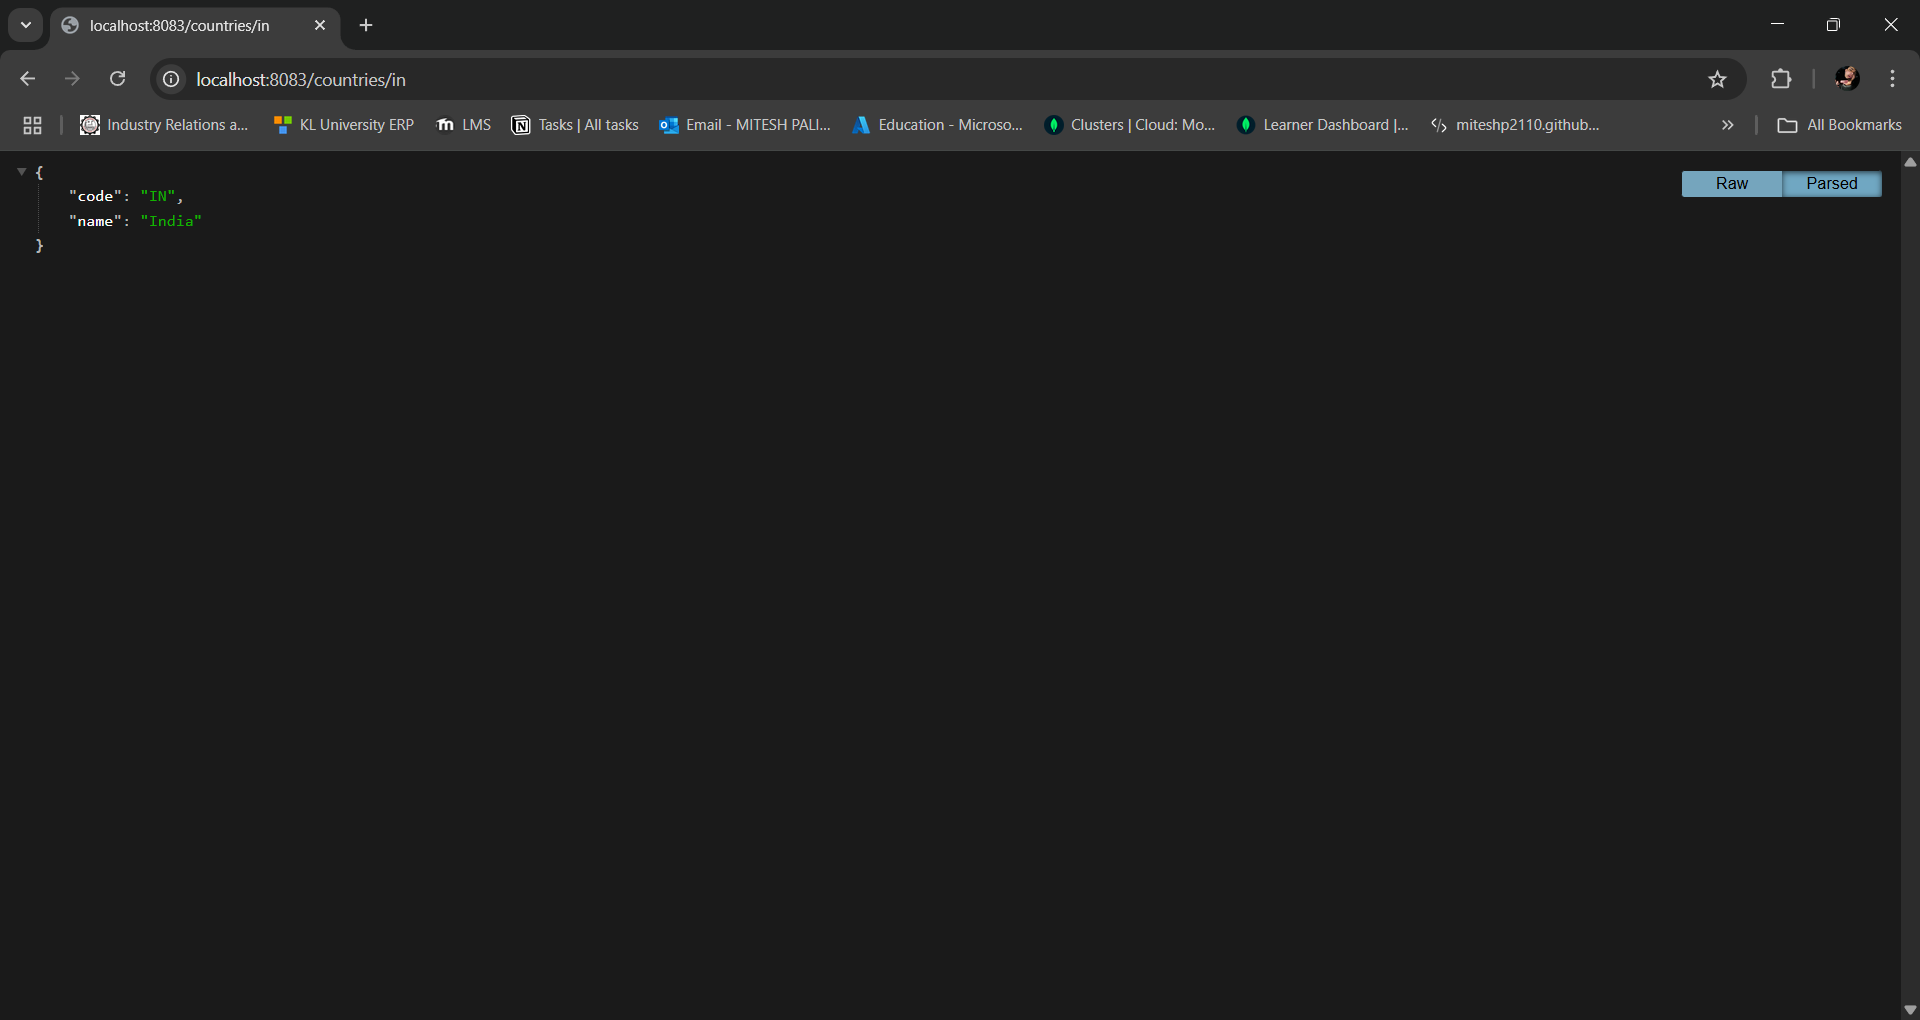 localhost:8083/countries/in
localhost:8083/countries/in
Industry Relations a...
KL University ERP
LMS
Tasks | All tasks
Email - MITESH PALI...
Education - Microso...
Clusters | Cloud: Mo...
Learner Dashboard |...
miteshp2110.github...
All Bookmarks
Raw
Parsed
{
"code": "IN",
"name": "India"
}